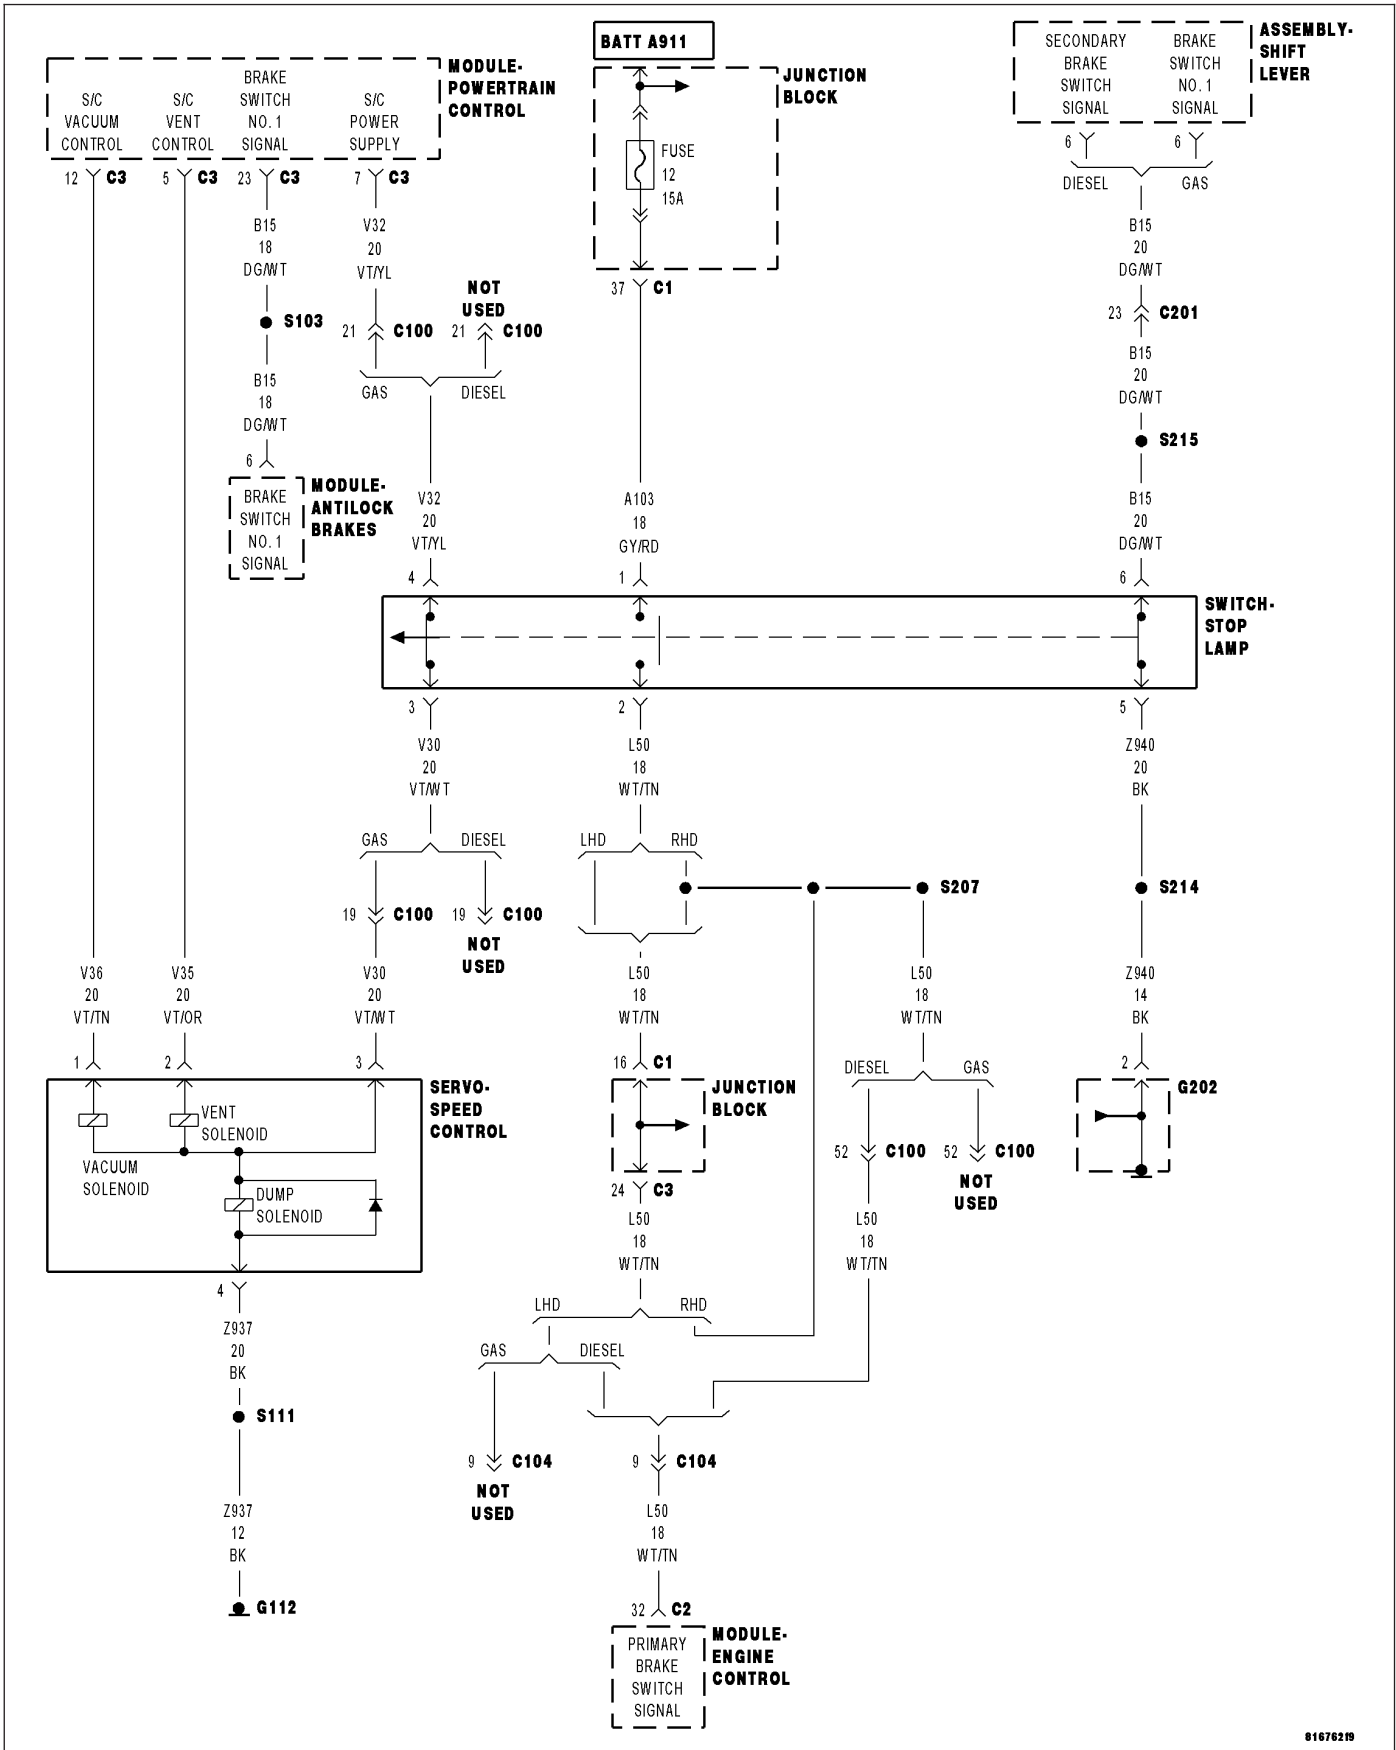 BATT A911
JUNCTION
BLOCK
FUSE
12
15A
37 C1
MODULE-
POWERTRAIN
CONTROL
S/C
VACUUM
CONTROL
S/C
VENT
CONTROL
BRAKE
SWITCH
NO. 1
SIGNAL
S/C
POWER
SUPPLY
12 C3
5 C3
23 C3
7 C3
ASSEMBLY-
SHIFT
LEVER
SECONDARY
BRAKE
SWITCH
SIGNAL
BRAKE
SWITCH
NO. 1
SIGNAL
6
6
DIESEL
GAS
B15
18
DG/WT
S103
B15
18
DG/WT
6
MODULE-
ANTILOCK
BRAKES
BRAKE
SWITCH
NO. 1
SIGNAL
V32
20
VT/YL
21 C100
NOT
USED
21 C100
GAS
DIESEL
V32
20
VT/YL
4
A103
18
GY/RD
1
B15
20
DG/WT
23 C201
B15
20
DG/WT
S215
B15
20
DG/WT
6
SWITCH-
STOP
LAMP
3
2
5
V30
20
VT/WT
GAS
DIESEL
19 C100
19 C100
NOT
USED
L50
18
WT/TN
LHD
RHD
S207
Z940
20
BK
S214
V36
20
VT/TN
1
V35
20
VT/OR
2
V30
20
VT/WT
3
L50
18
WT/TN
16 C1
L50
18
WT/TN
Z940
14
BK
2
G202
SERVO-
SPEED
CONTROL
VENT
SOLENOID
VACUUM
SOLENOID
DUMP
SOLENOID
4
JUNCTION
BLOCK
24 C3
DIESEL
GAS
52 C100
52 C100
NOT
USED
L50
18
WT/TN
L50
18
WT/TN
LHD
RHD
GAS
DIESEL
Z937
20
BK
S111
Z937
12
BK
G112
9 C104
NOT
USED
9 C104
L50
18
WT/TN
32 C2
MODULE-
ENGINE
CONTROL
PRIMARY
BRAKE
SWITCH
SIGNAL
816762f9